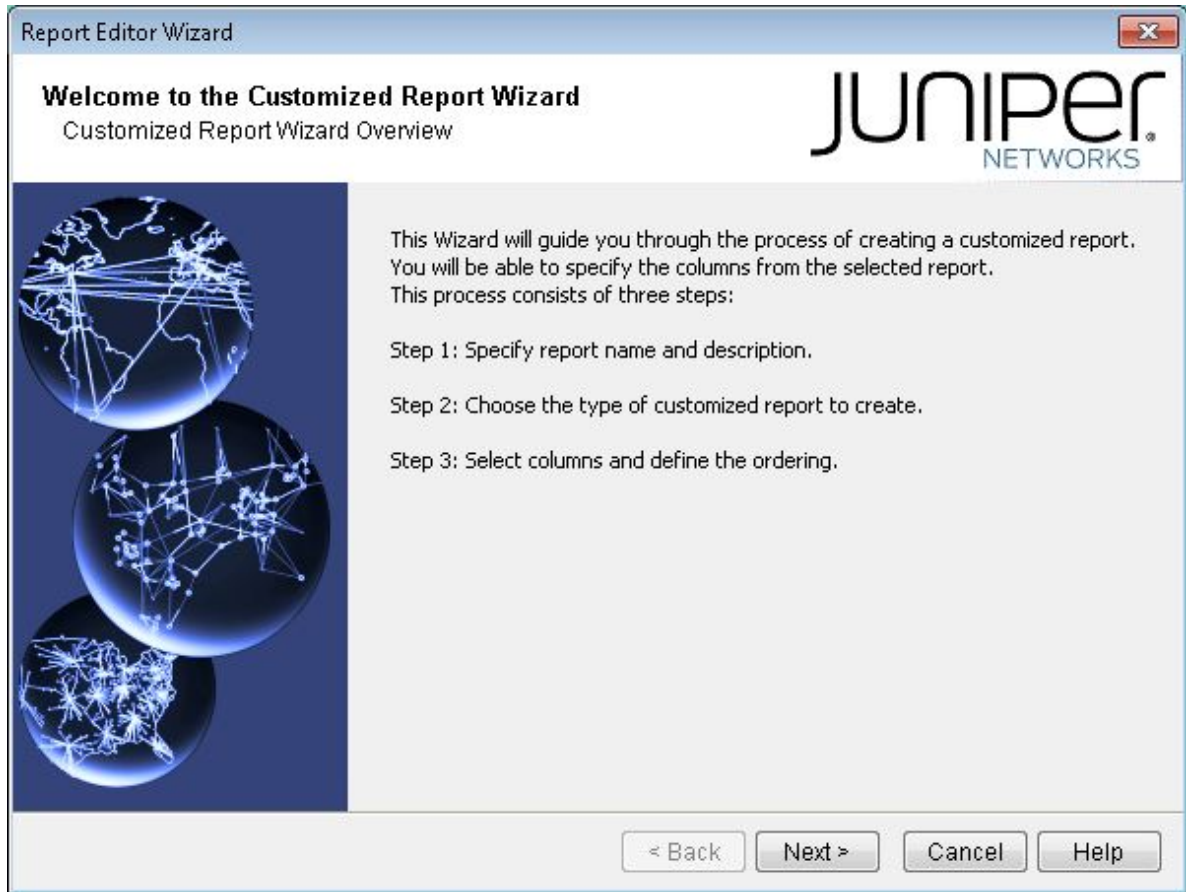 Report Editor Wizard
Welcome to the Customized Report Wizard
Customized Report Wizard Overview
JUNIPER
NETWORKS
This Wizard will guide you through the process of creating a customized report.
You will be able to specify the columns from the selected report.
This process consists of three steps:
Step 1: Specify report name and description.
Step 2: Choose the type of customized report to create.
Step 3: Select columns and define the ordering.
< Back
Next >
Cancel
Help